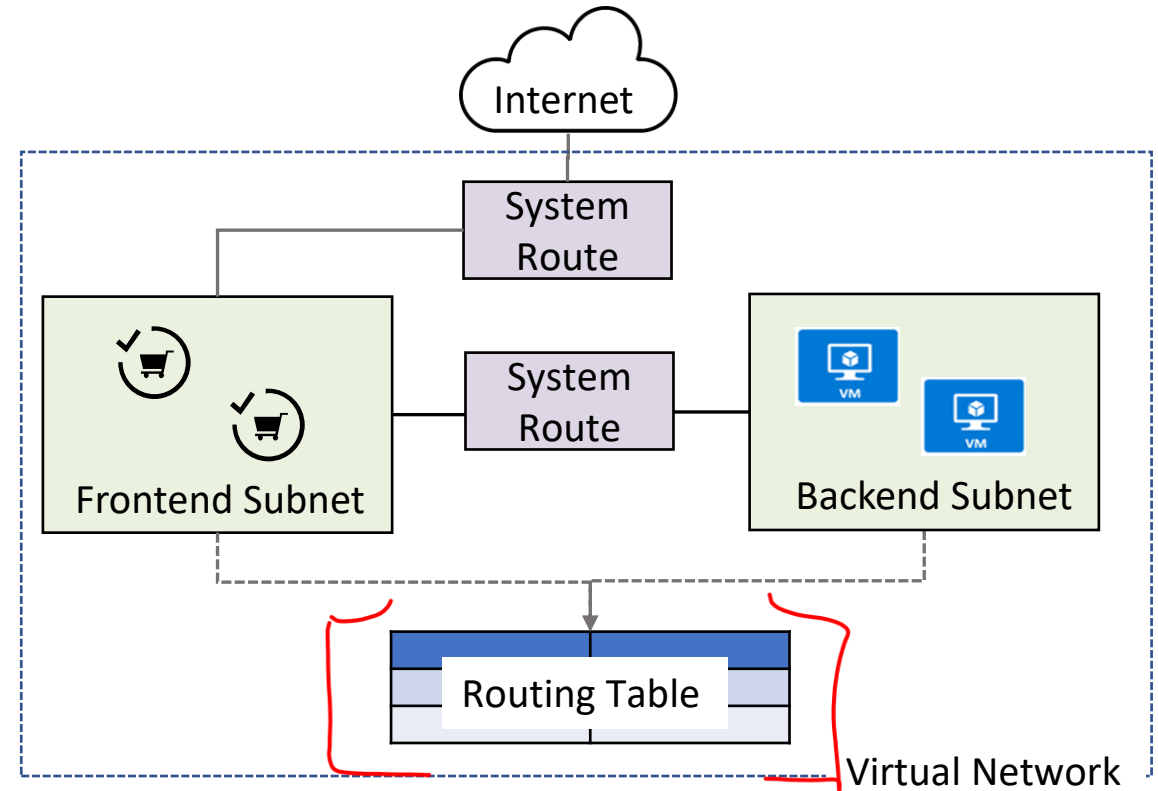 Internet
System
Route
System
Route
VM
VM
Frontend Subnet
Backend Subnet
Routing Table
Virtual Network